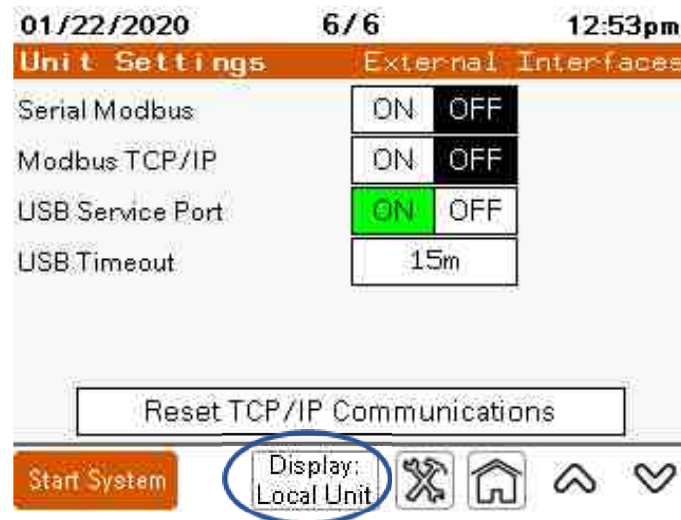 01/22/2020 6/6 12:53pm
Unit Settings External Interfaces
Serial Modbus ON OFF
Modbus TCP/IP ON OFF
USB Service Port ON OFF
USB Timeout 15m
Reset TCP/IP Communications
Start System Display:
Local Unit